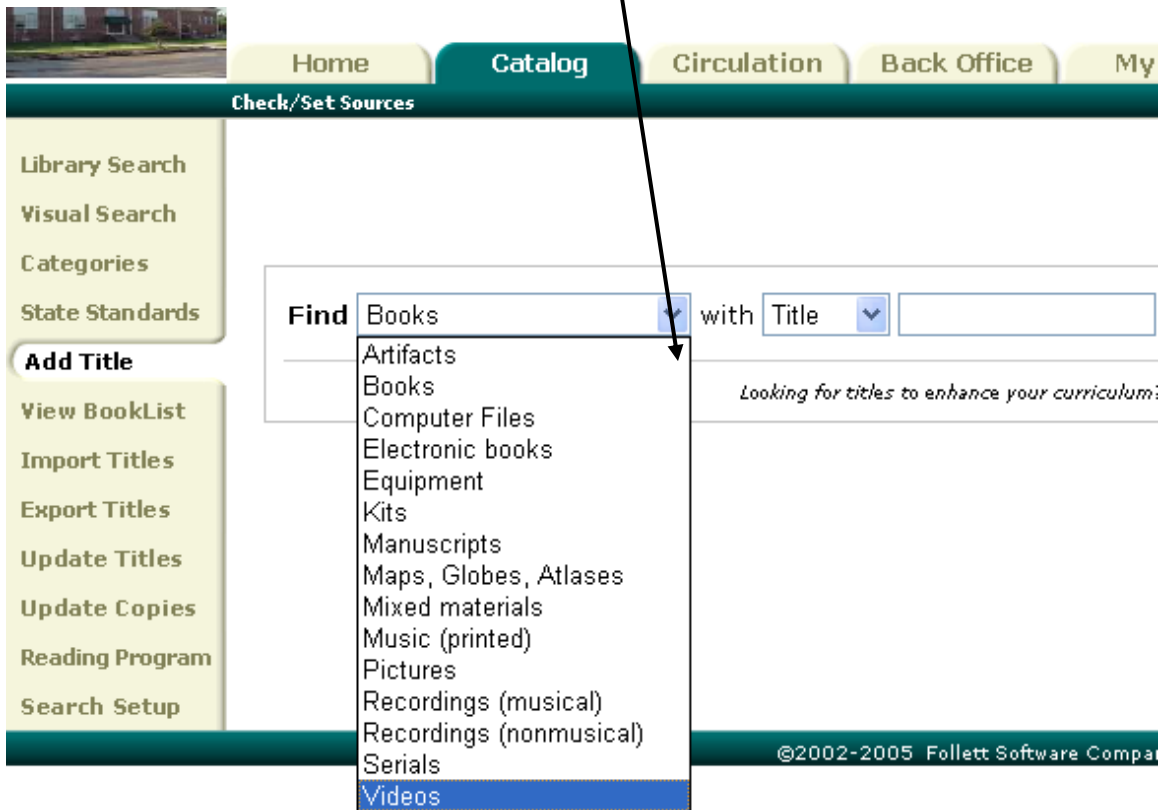 Home Catalog Circulation Back Office My
Check/Set Sources
Library Search
Visual Search
Categories
State Standards
Add Title
View BookList
Import Titles
Export Titles
Update Titles
Update Copies
Reading Program
Search Setup
Find Books with Title
Artifacts
Books
Computer Files
Electronic books
Equipment
Kits
Manuscripts
Maps, Globes, Atlases
Mixed materials
Music (printed)
Pictures
Recordings (musical)
Recordings (nonmusical)
Serials
Videos
Looking for titles to enhance your curriculum?
©2002-2005 Follett Software Compan